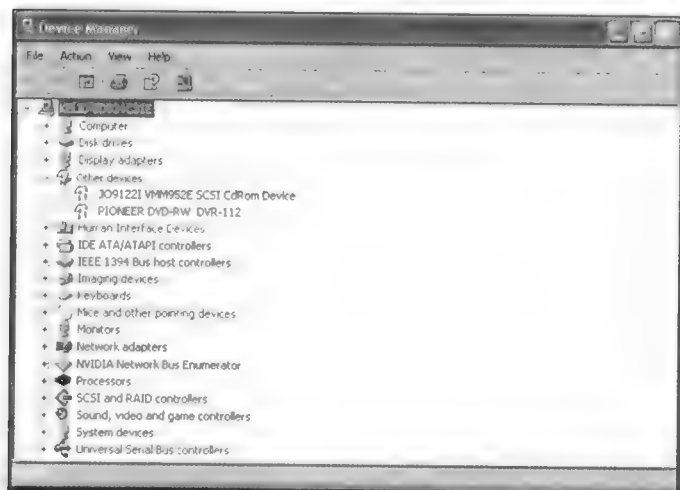 Device Manager
File Action View Help
Computer
Disk drives
Display adapters
Other devices
JO9122I VMM952E SCSI CdRom Device
PIONEER DVD-RW DVR-112
Human Interface Devices
IDE ATA/ATAPI controllers
IEEE 1394 Bus host controllers
Imaging devices
Keyboards
Mice and other pointing devices
Monitors
Network adapters
NVIDIA Network Bus Enumerator
Processors
SCSI and RAID controllers
Sound, video and game controllers
System devices
Universal Serial Bus controllers